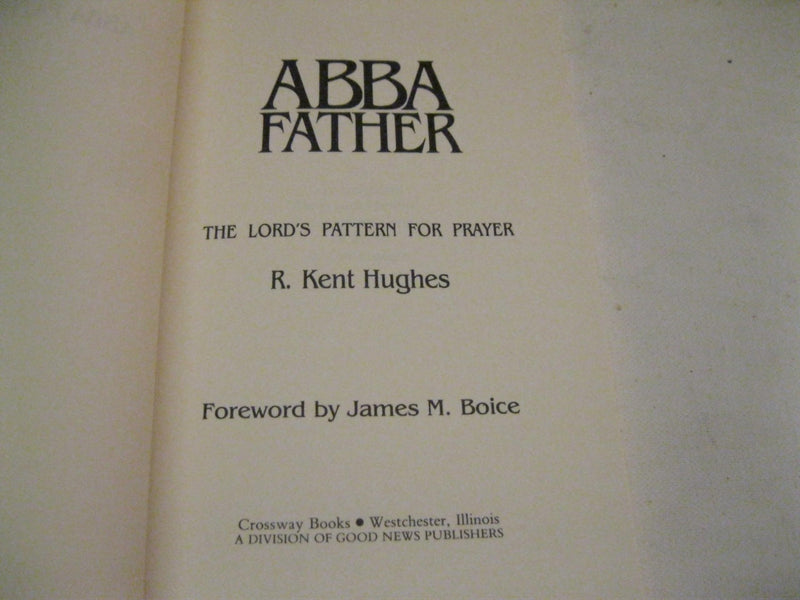 ABBA
FATHER
THE LORD'S PATTERN FOR PRAYER
R. Kent Hughes
Foreword by James M. Boice
Crossway Books • Westchester, Illinois
A DIVISION OF GOOD NEWS PUBLISHERS